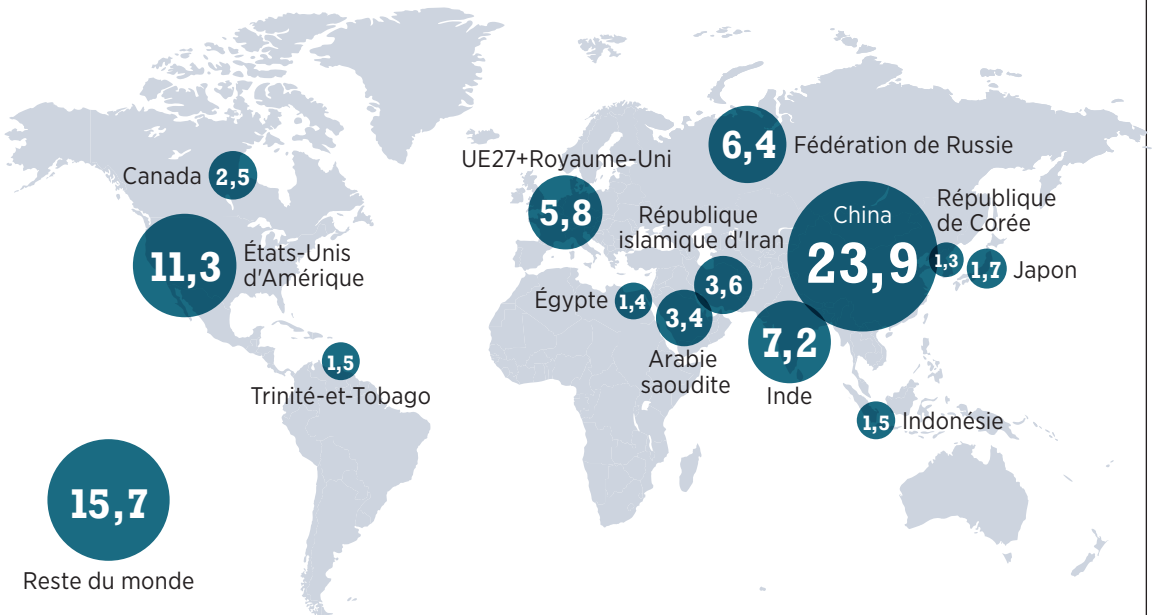 Canada
2,5
États-Unis
d'Amérique
11,3
Trinité-et-Tobago
1,5
Reste du monde
15,7
UE27+Royaume-Uni
5,8
Fédération de Russie
6,4
République
islamique d'Iran
3,6
Égypte
1,4
Arabie
saoudite
3,4
Inde
7,2
China
23,9
République
de Corée
1,3
Japon
1,7
Indonésie
1,5